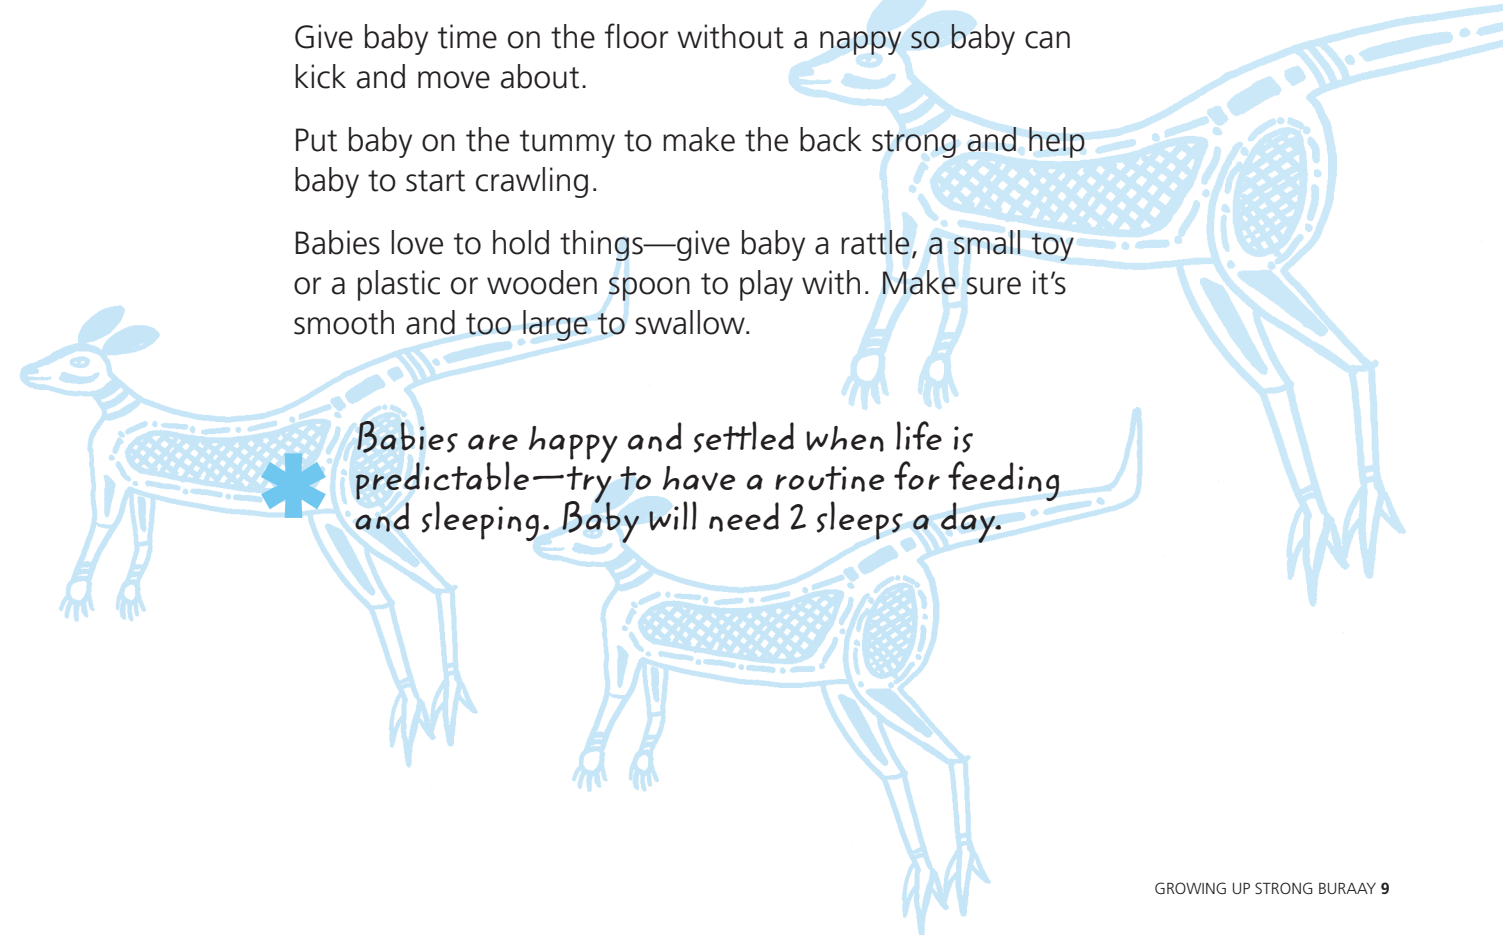 Give baby time on the floor without a nappy so baby can
kick and move about.
Put baby on the tummy to make the back strong and help
baby to start crawling.
Babies love to hold things—give baby a rattle, a small toy
or a plastic or wooden spoon to play with. Make sure it’s
smooth and too large to swallow.
Babies are happy and settled when life is
predictable—try to have a routine for feeding
and sleeping. Baby will need 2 sleeps a day.
GROWING UP STRONG BURAAY 9